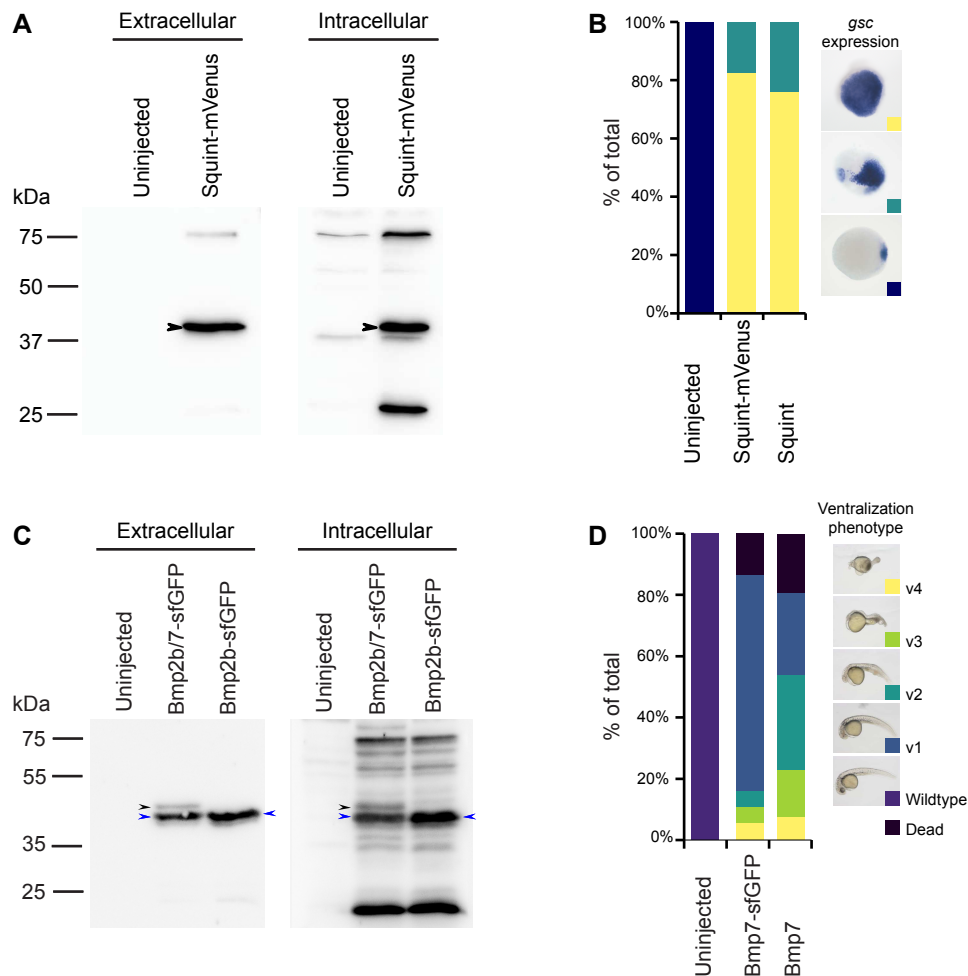 A
Extracellular
Intracellular
Uninjected
Squint-mVenus
Uninjected
Squint-mVenus
kDa
75
50
37
25
B
gsc
expression
% of total
100%
80%
60%
40%
20%
0%
Uninjected
Squint-mVenus
Squint
C
Extracellular
Intracellular
Uninjected
Bmp2b/7-sfGFP
Bmp2b-sfGFP
Uninjected
Bmp2b/7-sfGFP
Bmp2b-sfGFP
kDa
75
55
35
25
D
Ventralization
phenotype
% of total
100%
80%
60%
40%
20%
0%
v4
v3
v2
v1
Wildtype
Dead
Uninjected
Bmp7-sfGFP
Bmp7